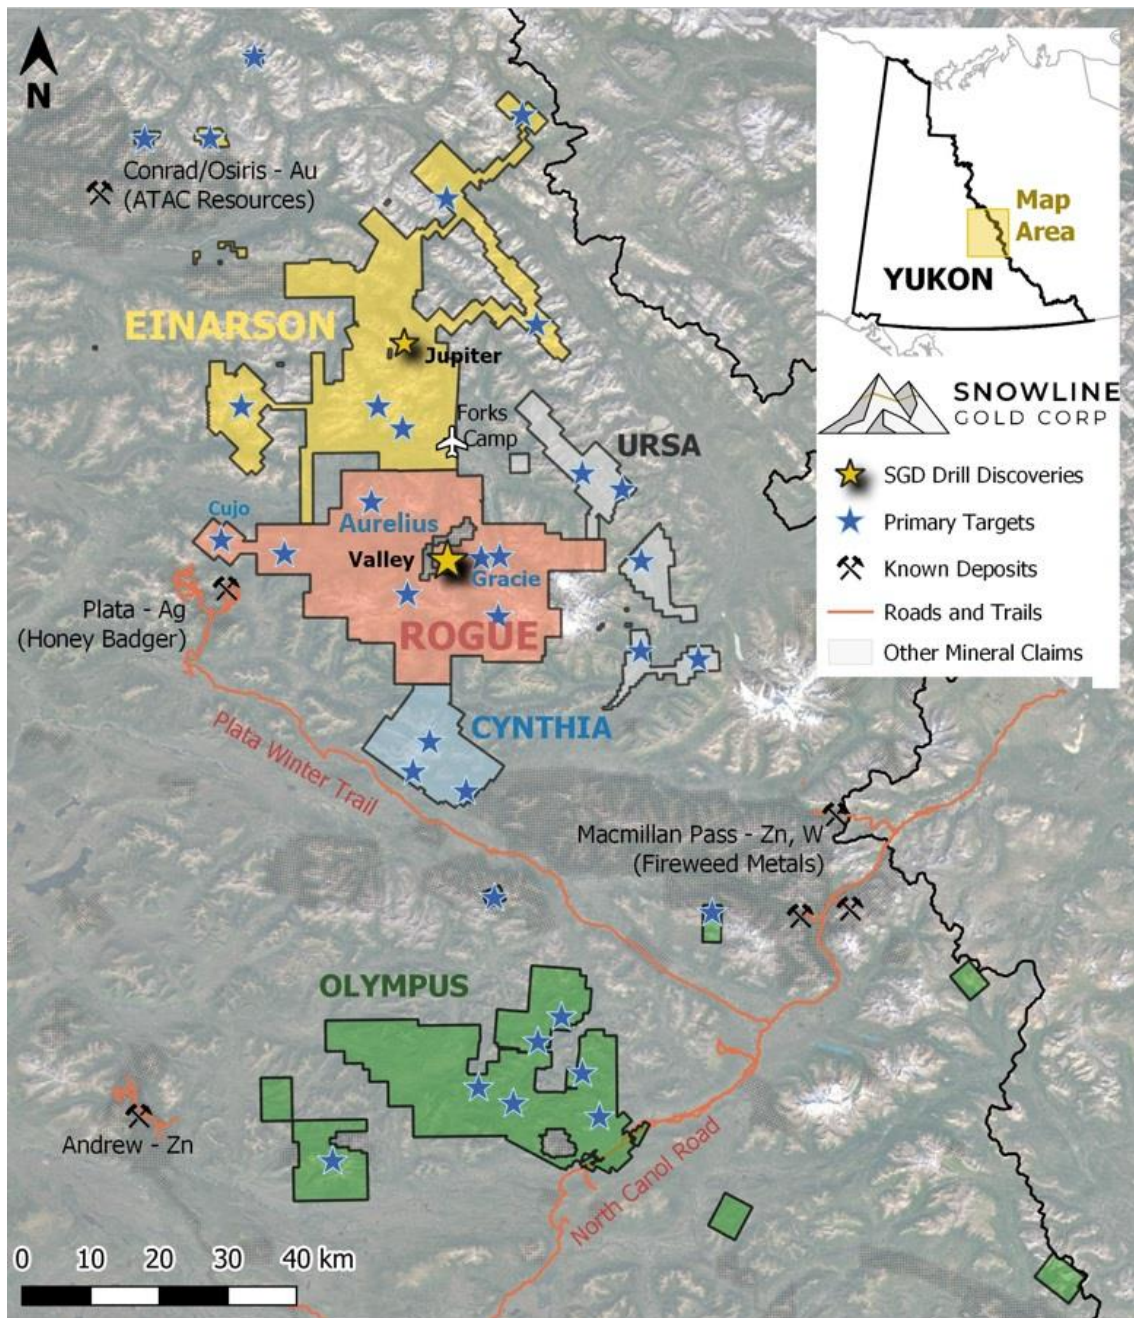 N
Conrad/Osiris - Au
(ATAC Resources)
EINARSON
Jupiter
Forks
Camp
URSA
Cujo
Aurelius
Valley
Gracie
Plata - Ag
(Honey Badger)
ROGUE
CYNTHIA
Plata Winter Trail
Macmillan Pass - Zn, W
(Fireweed Metals)
OLYMPUS
Andrew - Zn
North Canol Road
0 10 20 30 40 km
Map
Area
YUKON
SNOWLINE
GOLD CORP
SGD Drill Discoveries
Primary Targets
Known Deposits
Roads and Trails
Other Mineral Claims